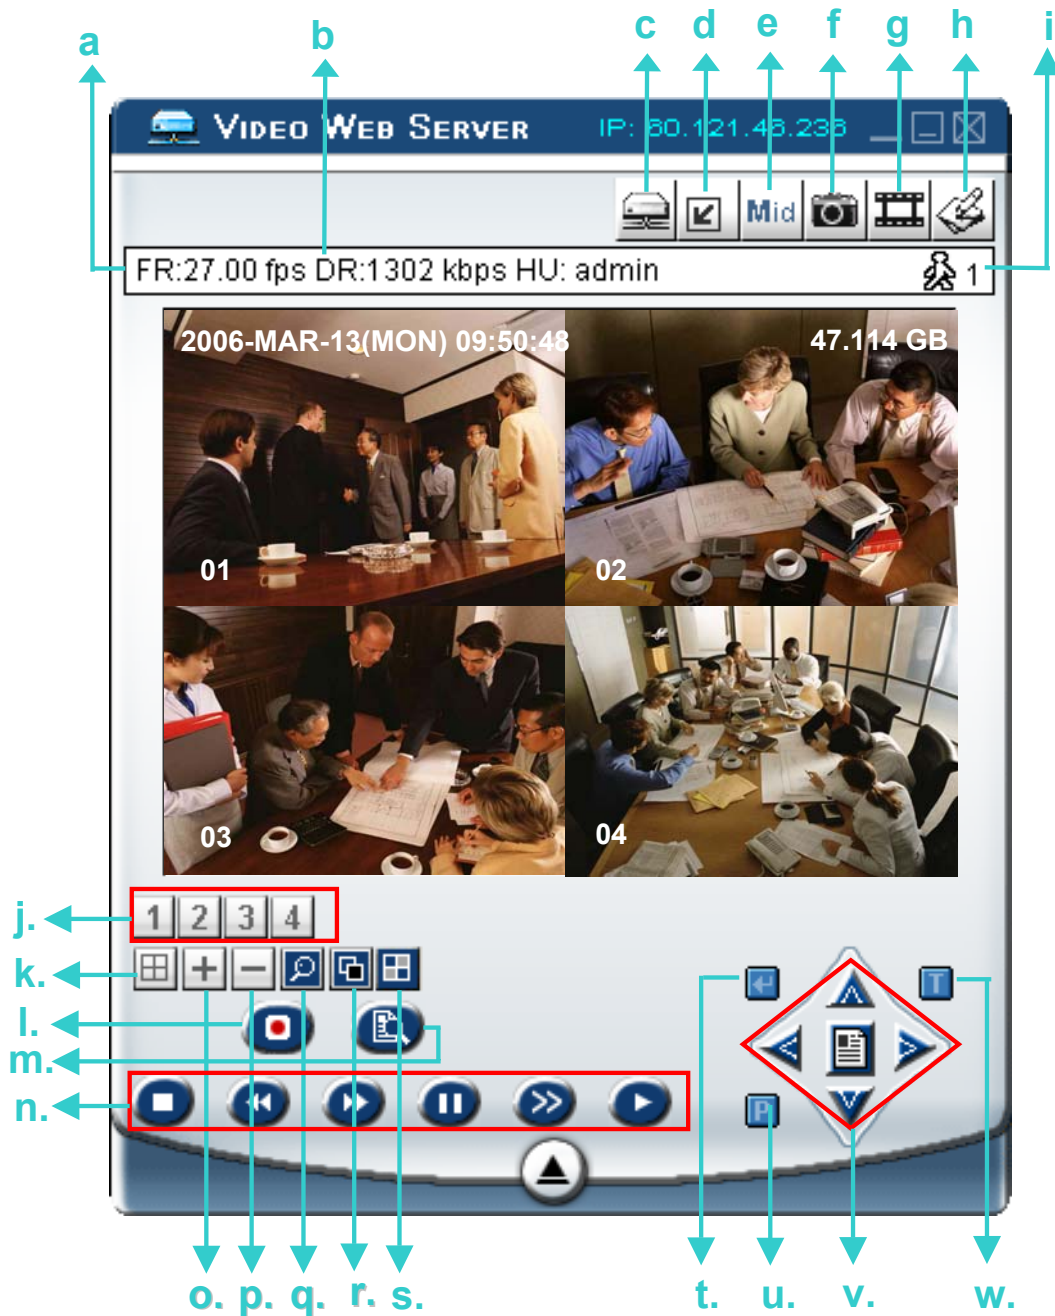 a b c d e f g h i
VIDEO WEB SERVER IP: 60.121.46.236
Mid
FR:27.00 fps DR:1302 kbps HU: admin 1
2006-MAR-13(MON) 09:50:48 47.114 GB
01 02
03 04
j. 1 2 3 4
k.
l.
m.
n.
T
P
o. p. q. r. s. t. u. v. w.